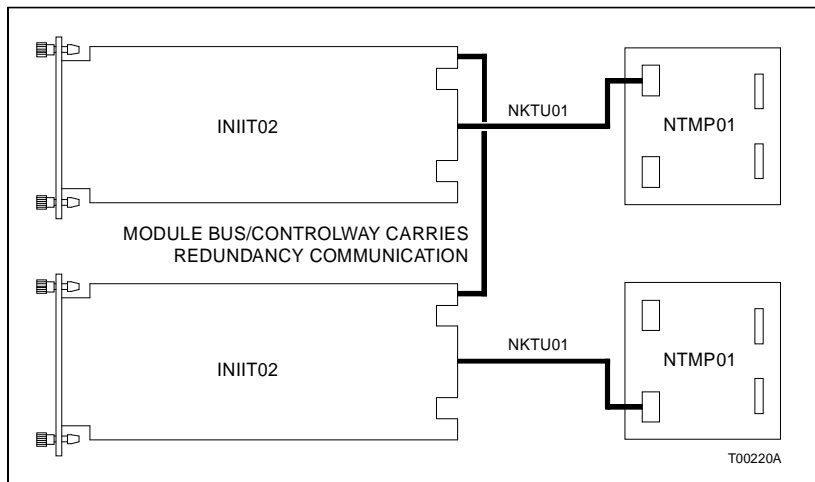 INIIT02
NKTU01
NTMP01
MODULE BUS/CONTROLWAY CARRIES
REDUNDANCY COMMUNICATION
INIIT02
NKTU01
NTMP01
T00220A